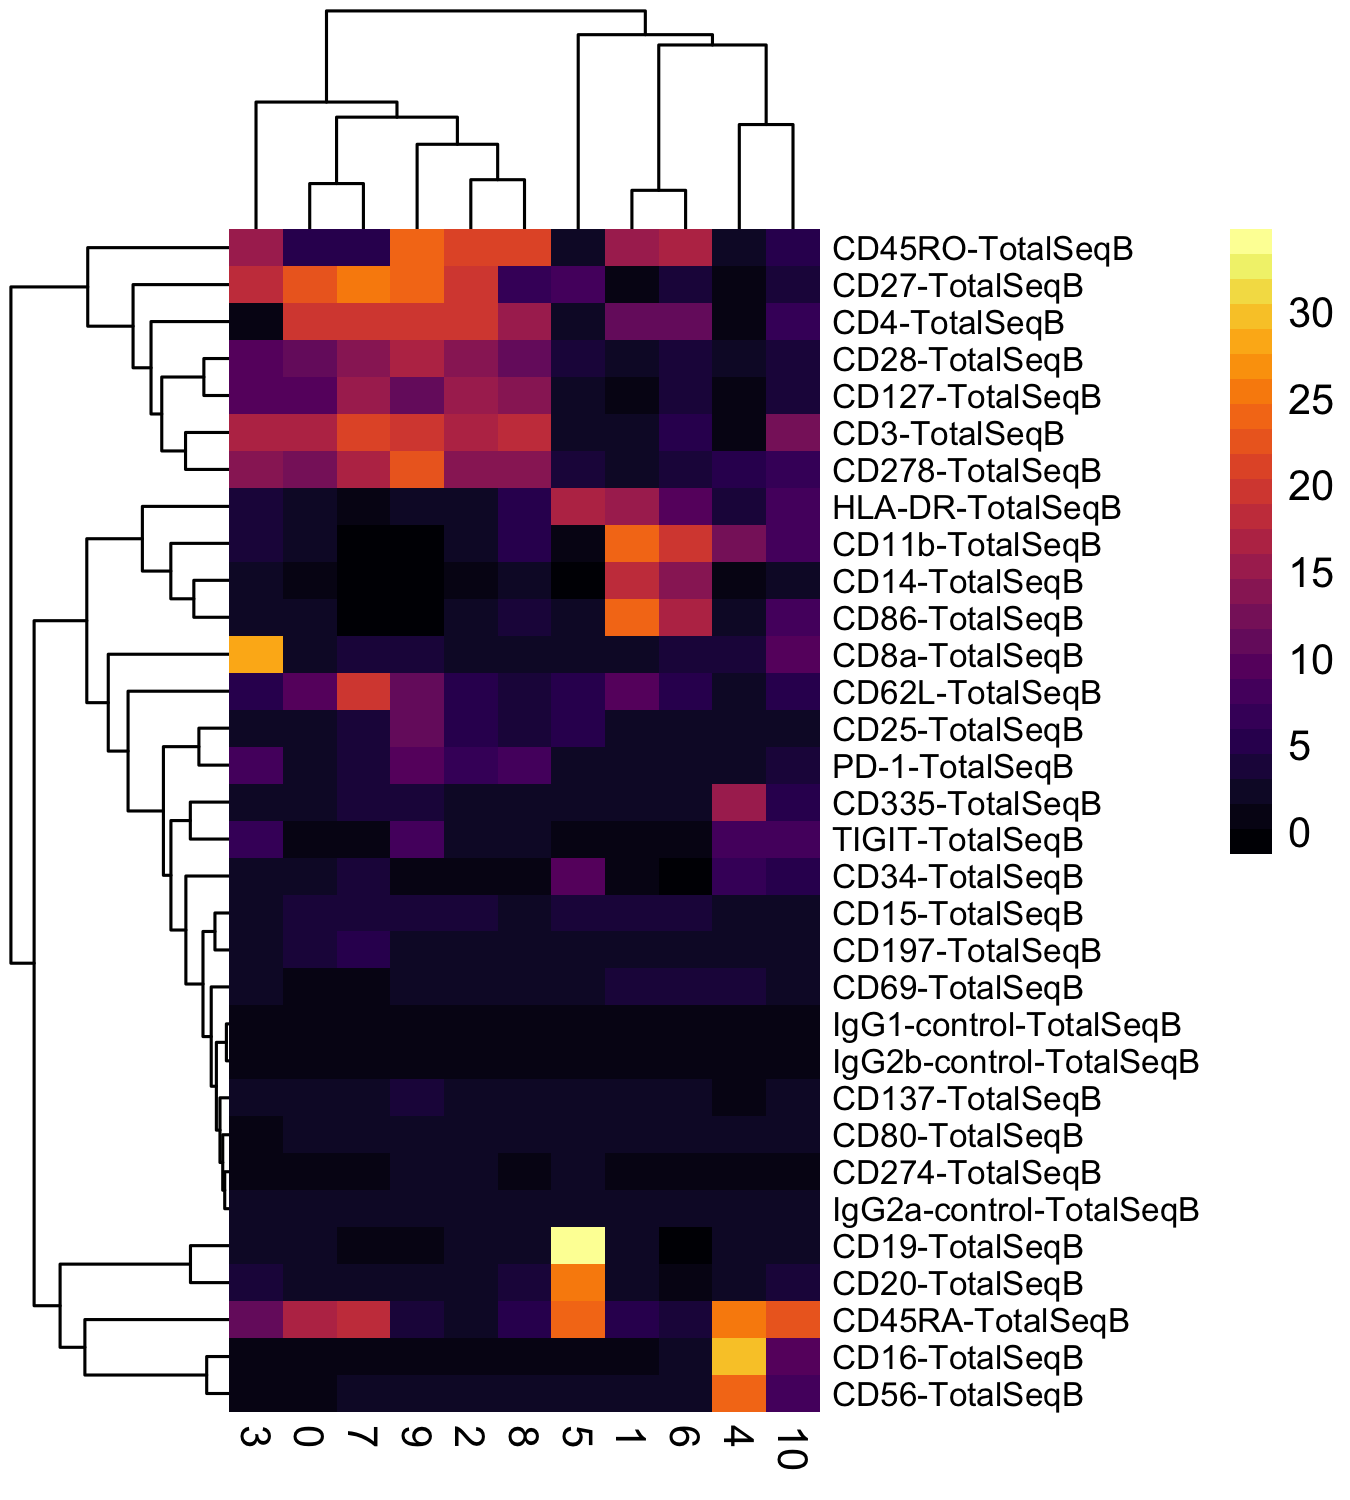 CD45RO-TotalSeqB
CD27-TotalSeqB
CD4-TotalSeqB
CD28-TotalSeqB
CD127-TotalSeqB
CD3-TotalSeqB
CD278-TotalSeqB
HLA-DR-TotalSeqB
CD11b-TotalSeqB
CD14-TotalSeqB
CD86-TotalSeqB
CD8a-TotalSeqB
CD62L-TotalSeqB
CD25-TotalSeqB
PD-1-TotalSeqB
CD335-TotalSeqB
TIGIT-TotalSeqB
CD34-TotalSeqB
CD15-TotalSeqB
CD197-TotalSeqB
CD69-TotalSeqB
IgG1-control-TotalSeqB
IgG2b-control-TotalSeqB
CD137-TotalSeqB
CD80-TotalSeqB
CD274-TotalSeqB
IgG2a-control-TotalSeqB
CD19-TotalSeqB
CD20-TotalSeqB
CD45RA-TotalSeqB
CD16-TotalSeqB
CD56-TotalSeqB
3 0 7 9 2 8 5 1 6 4 10
30
25
20
15
10
5
0